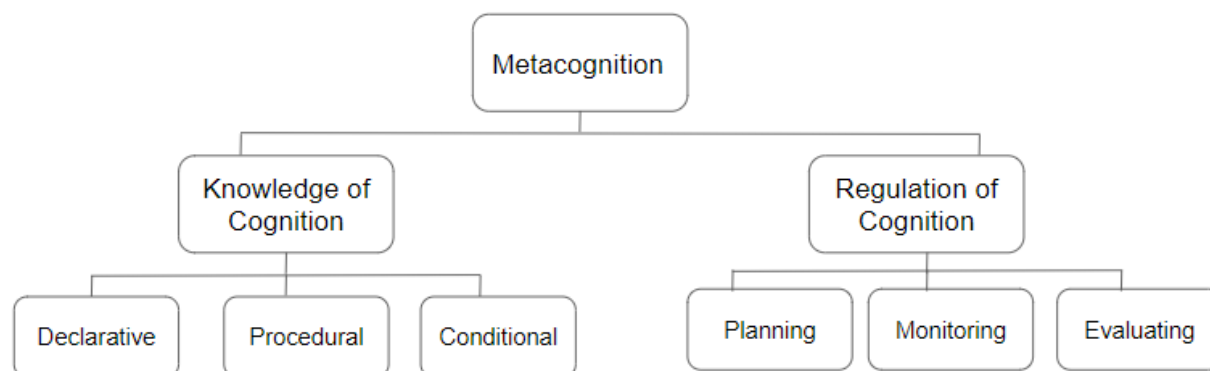 Metacognition
Knowledge of
Cognition
Regulation of
Cognition
Declarative
Procedural
Conditional
Planning
Monitoring
Evaluating